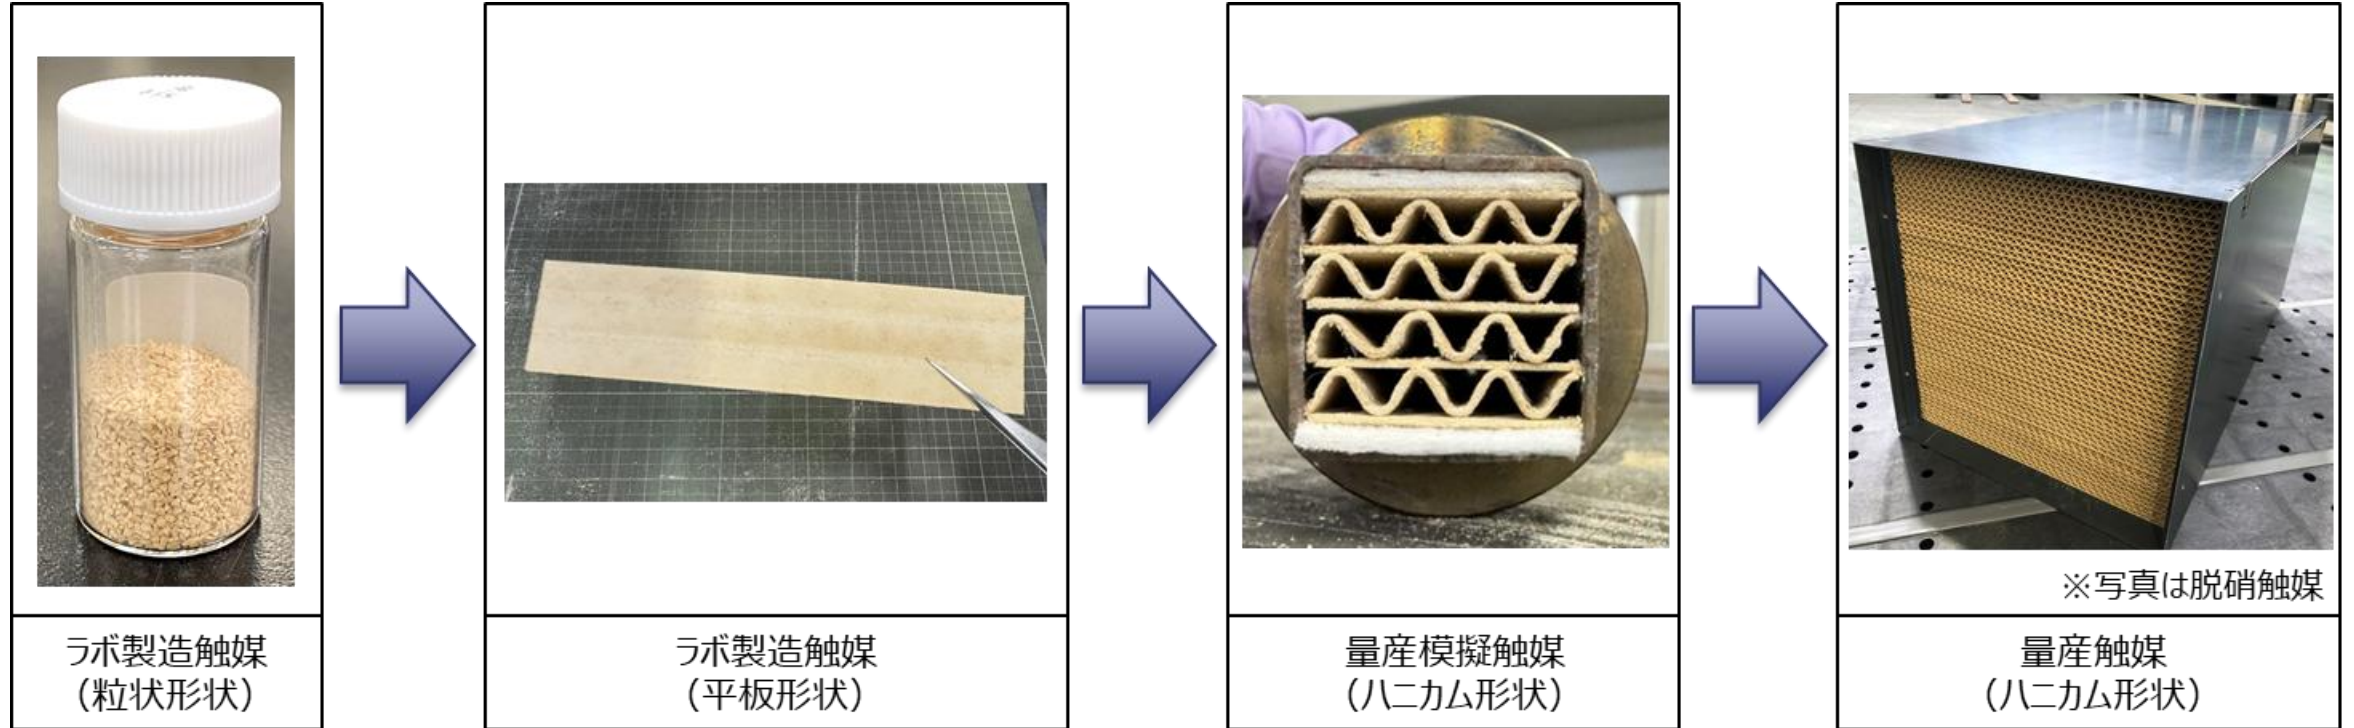 ※写真は脱硝触媒
ラボ製造触媒
（粒状形状）
ラボ製造触媒
（平板形状）
量産模擬触媒
（ハニカム形状）
量産触媒
（ハニカム形状）